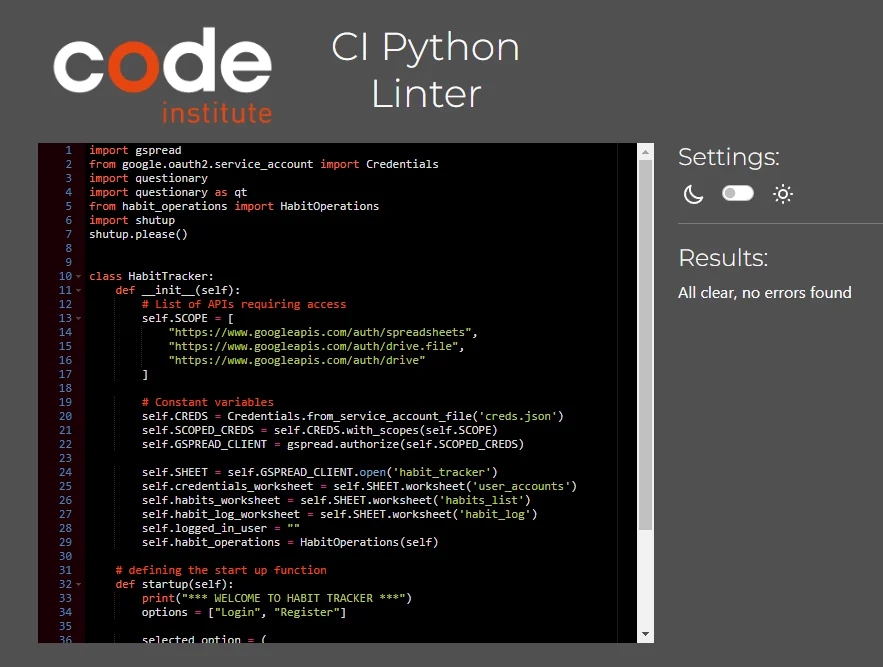 code
institute
CI Python
Linter
1 import gspread
2 from google.oauth2.service_account import Credentials
3 import questionary
4 import questionary as qt
5 from habit_operations import HabitOperations
6 import shutup
7 shutup.please()
8
9
10 class HabitTracker:
11     def __init__(self):
12         # List of APIs requiring access
13         self.SCOPE = [
14             "https://www.googleapis.com/auth/spreadsheets",
15             "https://www.googleapis.com/auth/drive.file",
16             "https://www.googleapis.com/auth/drive"
17         ]
18
19         # Constant variables
20         self.CREDS = Credentials.from_service_account_file('creds.json')
21         self.SCOPED_CREDS = self.CREDS.with_scopes(self.SCOPE)
22         self.GSPREAD_CLIENT = gspread.authorize(self.SCOPED_CREDS)
23
24         self.SHEET = self.GSPREAD_CLIENT.open('habit_tracker')
25         self.credentials_worksheet = self.SHEET.worksheet('user_accounts')
26         self.habits_worksheet = self.SHEET.worksheet('habits_list')
27         self.habit_log_worksheet = self.SHEET.worksheet('habit_log')
28         self.logged_in_user = ""
29         self.habit_operations = HabitOperations(self)
30
31     # defining the start up function
32     def startup(self):
33         print("*** WELCOME TO HABIT TRACKER ***")
34         options = ["Login", "Register"]
35
36         selected_option = (
Settings:
Results:
All clear, no errors found